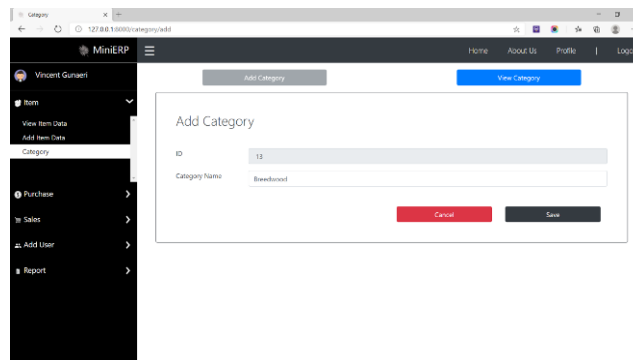 Category
127.0.0.1:8000/category/add
MiniERP
Home About Us Profile | Logo
Vincent Gunaeri
Add Category View Category
Item
View Item Data
Add Item Data
Category
Add Category
ID 13
Category Name Breedwood
Cancel Save
Purchase
Sales
Add User
Report